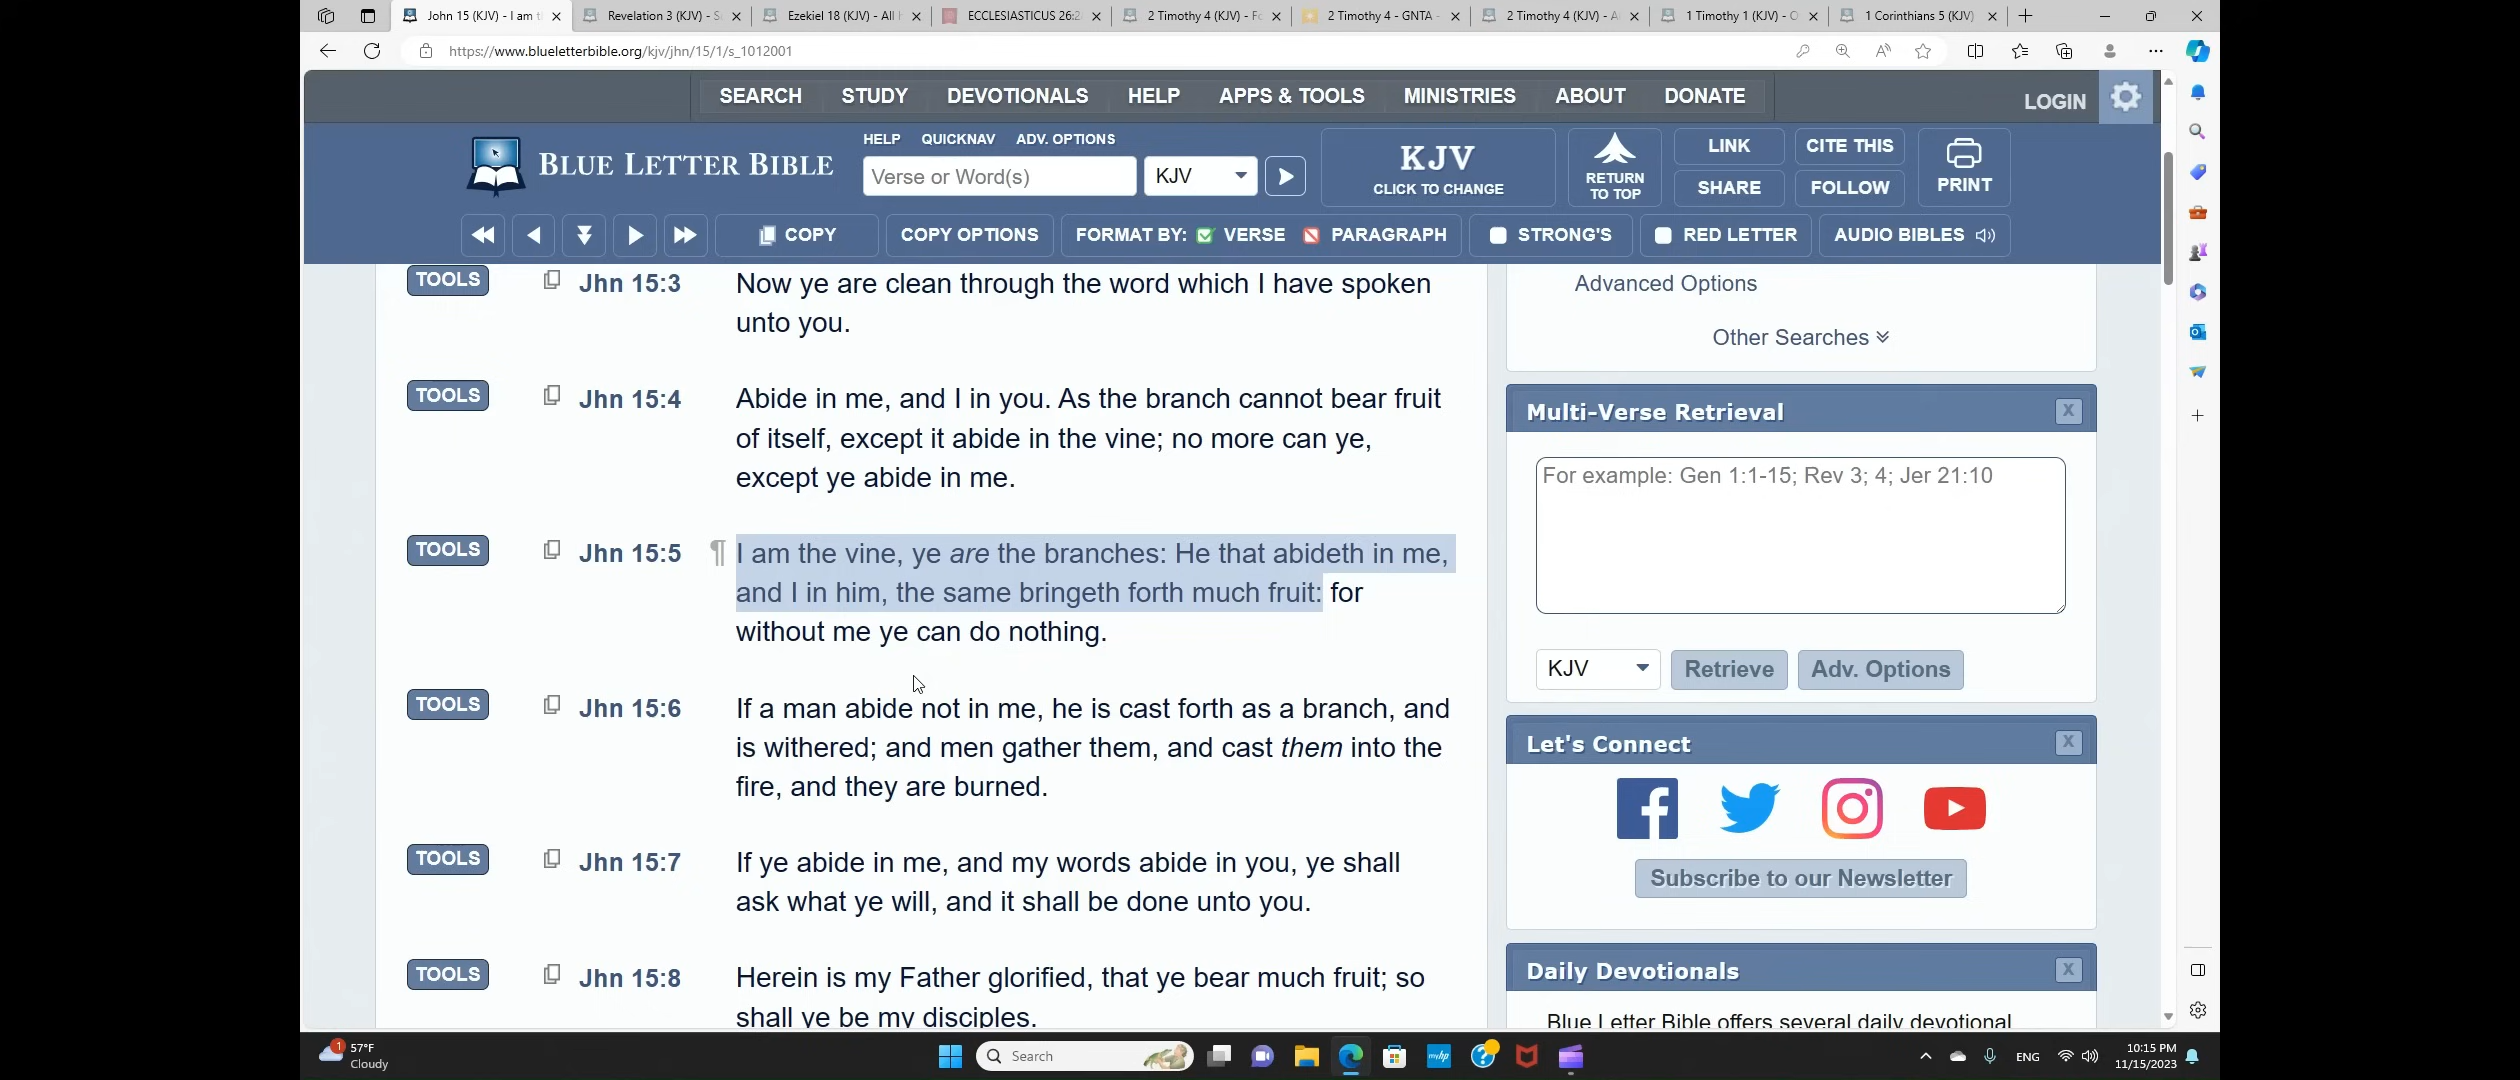 John 15 (KJV) - I am t
Revelation 3 (KJV) - S
Ezekiel 18 (KJV) - All
ECCLESIASTICUS 26:2
2 Timothy 4 (KJV) - Fo
2 Timothy 4 - GNTA -
2 Timothy 4 (KJV) - A
1 Timothy 1 (KJV) - O
1 Corinthians 5 (KJV)
https://www.blueletterbible.org/kjv/jhn/15/1/s_1012001
SEARCH STUDY DEVOTIONALS HELP APPS & TOOLS MINISTRIES ABOUT DONATE
LOGIN
BLUE LETTER BIBLE
HELP QUICKNAV ADV. OPTIONS
Verse or Word(s)
KJV
KJV
CLICK TO CHANGE
RETURN
TO TOP
LINK
CITE THIS
SHARE
FOLLOW
PRINT
COPY
COPY OPTIONS
FORMAT BY: VERSE PARAGRAPH
STRONG'S
RED LETTER
AUDIO BIBLES
TOOLS Jhn 15:3 Now ye are clean through the word which I have spoken
unto you.
TOOLS Jhn 15:4 Abide in me, and I in you. As the branch cannot bear fruit
of itself, except it abide in the vine; no more can ye,
except ye abide in me.
TOOLS Jhn 15:5 ¶ I am the vine, ye are the branches: He that abideth in me,
and I in him, the same bringeth forth much fruit: for
without me ye can do nothing.
TOOLS Jhn 15:6 If a man abide not in me, he is cast forth as a branch, and
is withered; and men gather them, and cast them into the
fire, and they are burned.
TOOLS Jhn 15:7 If ye abide in me, and my words abide in you, ye shall
ask what ye will, and it shall be done unto you.
TOOLS Jhn 15:8 Herein is my Father glorified, that ye bear much fruit; so
shall ye be my disciples.
Advanced Options
Other Searches
Multi-Verse Retrieval X
For example: Gen 1:1-15; Rev 3; 4; Jer 21:10
KJV
Retrieve
Adv. Options
Let's Connect X
Subscribe to our Newsletter
Daily Devotionals X
Blue Letter Bible offers several daily devotional
1
57°F
Cloudy
Search
myhp
ENG
10:15 PM
11/15/2023